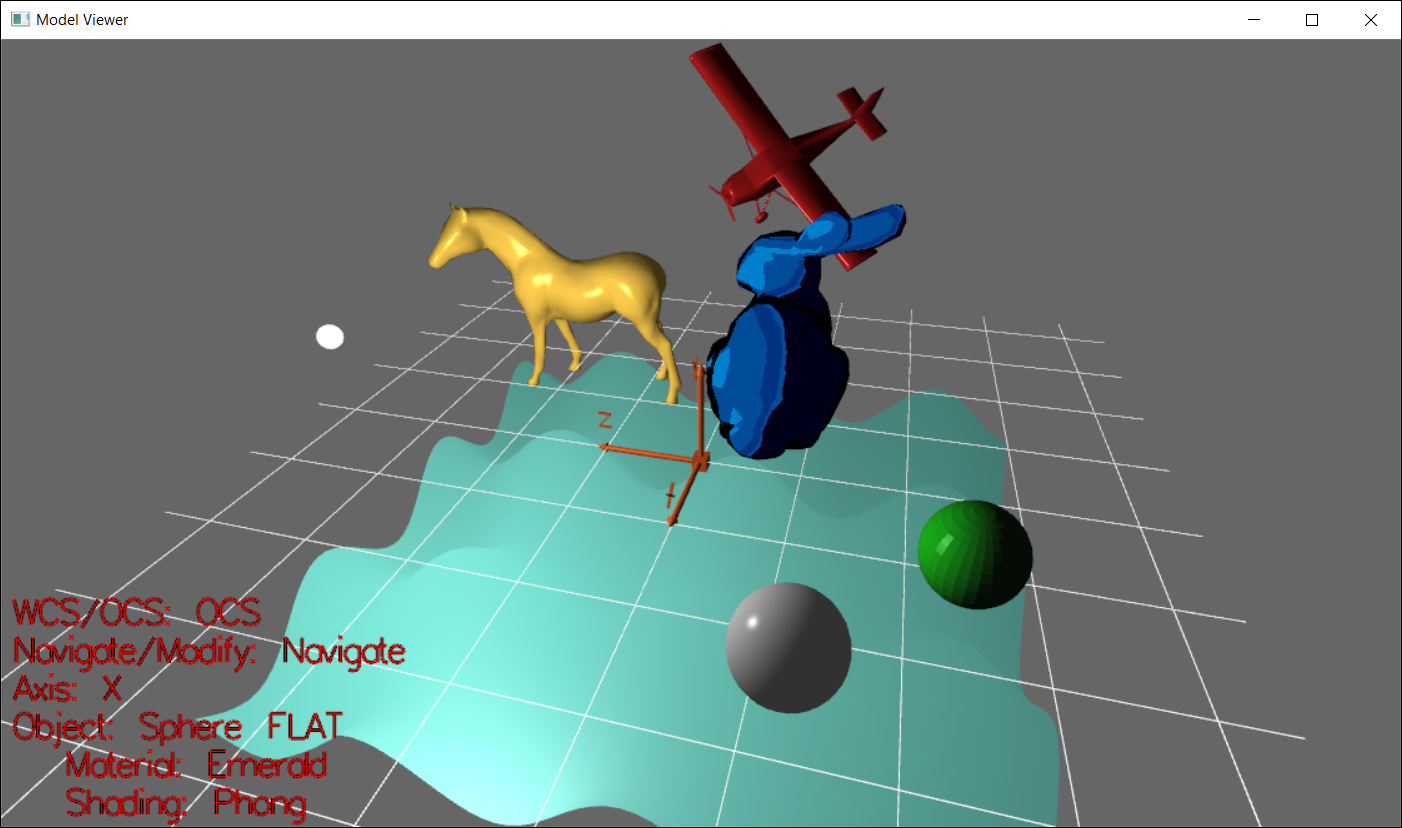 Model Viewer
Z
WCS/OCS: OCS
Navigate/Modify: Navigate
Axis: X
Object: Sphere FLAT
Material: Emerald
Shading: Phong